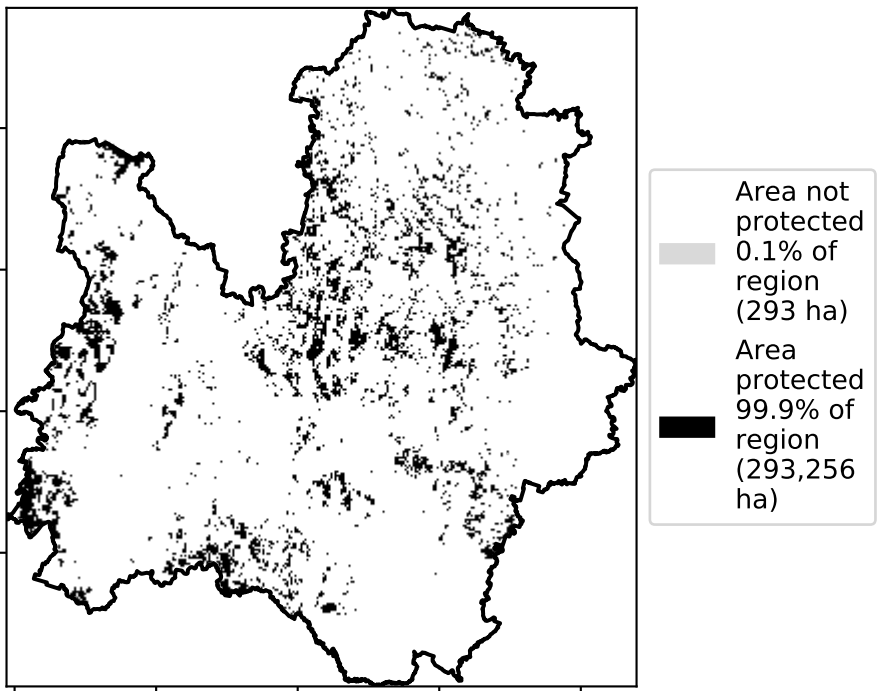 Area not
protected
0.1% of
region
(293 ha)
Area
protected
99.9% of
region
(293,256
ha)